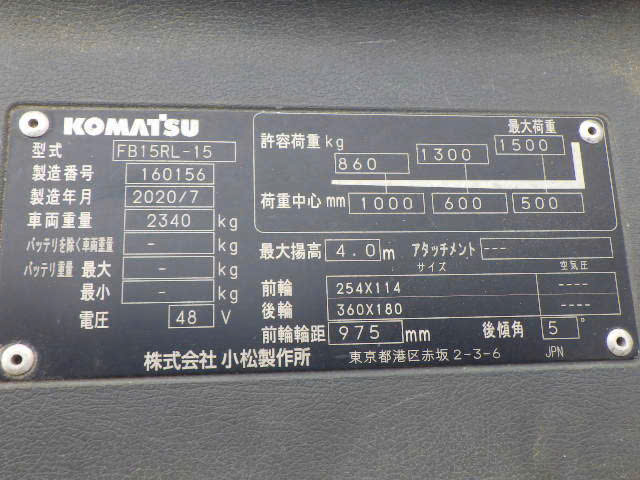 KOMATSU
型式 FB15RL-15
製造番号 160156
製造年月 2020/7
車両重量 2340 kg
バッテリを除く車両重量 - kg
バッテリ重量 最大 - kg
最小 - kg
電圧 48 V
最大荷重
許容荷重 kg 860 1300 1500
荷重中心 mm 1000 600 500
最大揚高 4.0 m アタッチメント ---
サイズ 空気圧
前輪 254X114 ----
後輪 360X180 ----
前輪輪距 975 mm 後傾角 5°
株式会社 小松製作所 東京都港区赤坂 2-3-6 JPN